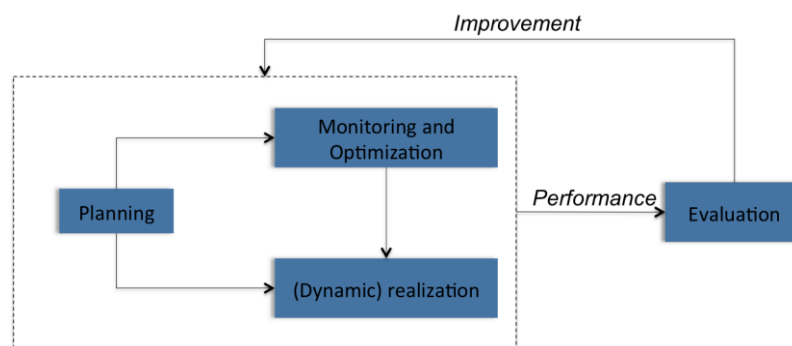 Improvement
Monitoring and
Optimization
Planning
Performance
Evaluation
(Dynamic) realization